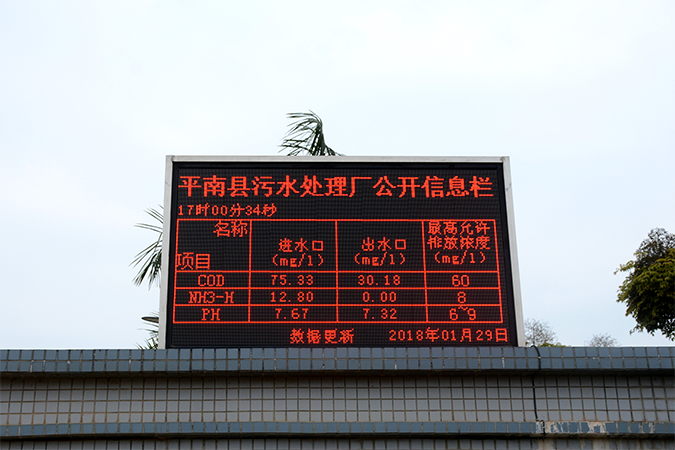 平南县污水处理厂公开信息栏
17时00分34秒
名称 项目 进水口 (mg/l) 出水口 (mg/l) 最高允许 排放浓度 (mg/l)
COD 75.33 30.18 60
NH3-H 12.80 0.00 8
PH 7.67 7.32 6~9
数据更新 2018年01月29日